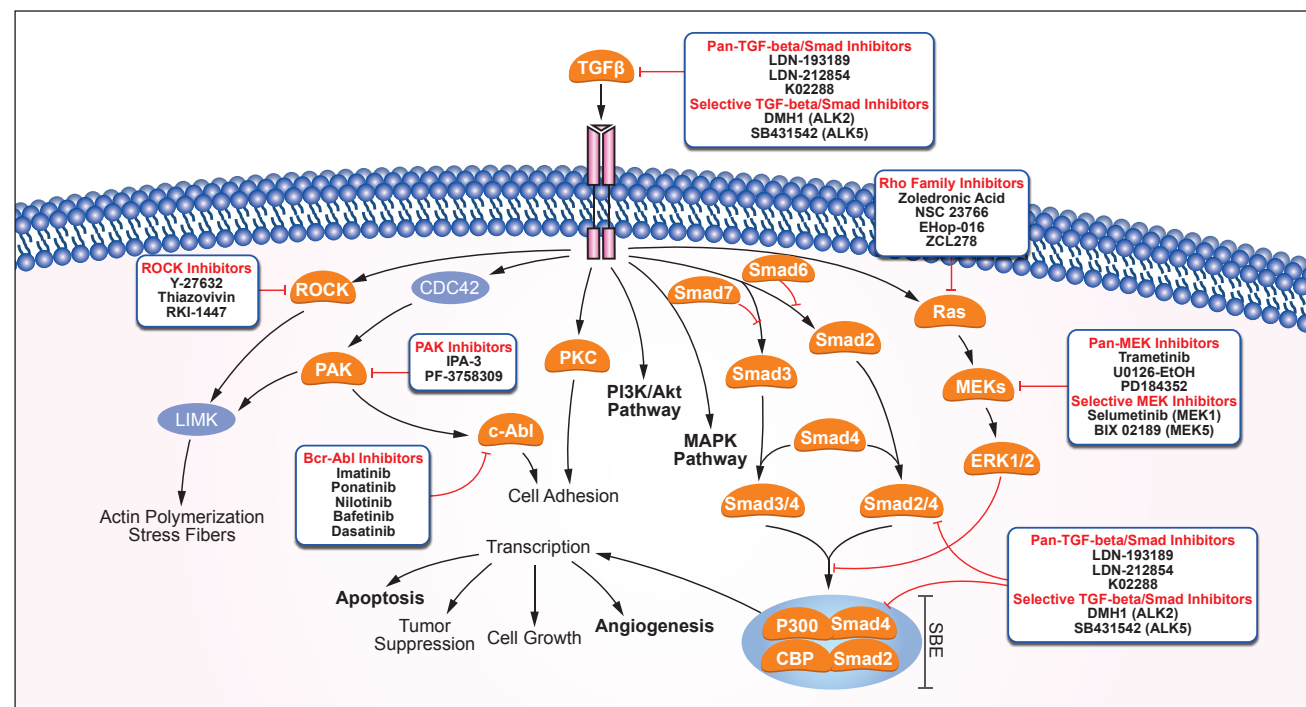 TGFβ
Pan-TGF-beta/Smad Inhibitors
LDN-193189
LDN-212854
K02288
Selective TGF-beta/Smad Inhibitors
DMH1 (ALK2)
SB431542 (ALK5)
Rho Family Inhibitors
Zoledronic Acid
NSC 23766
EHop-016
ZCL278
ROCK Inhibitors
Y-27632
Thiazovivin
RKI-1447
ROCK
CDC42
Smad7
Smad6
Ras
PAK
PAK Inhibitors
IPA-3
PF-3758309
PKC
Smad3
Smad2
MEKs
Pan-MEK Inhibitors
Trametinib
U0126-EtOH
PD184352
Selective MEK Inhibitors
Selumetinib (MEK1)
BIX 02189 (MEK5)
PI3K/Akt
Pathway
MAPK
Pathway
LIMK
c-Abl
Smad4
ERK1/2
Bcr-Abl Inhibitors
Imatinib
Ponatinib
Nilotinib
Bafetinib
Dasatinib
Cell Adhesion
Smad3/4
Smad2/4
Actin Polymerization
Stress Fibers
Transcription
Apoptosis
Tumor
Suppression
Cell Growth
Angiogenesis
P300
Smad4
CBP
Smad2
SBE
Pan-TGF-beta/Smad Inhibitors
LDN-193189
LDN-212854
K02288
Selective TGF-beta/Smad Inhibitors
DMH1 (ALK2)
SB431542 (ALK5)